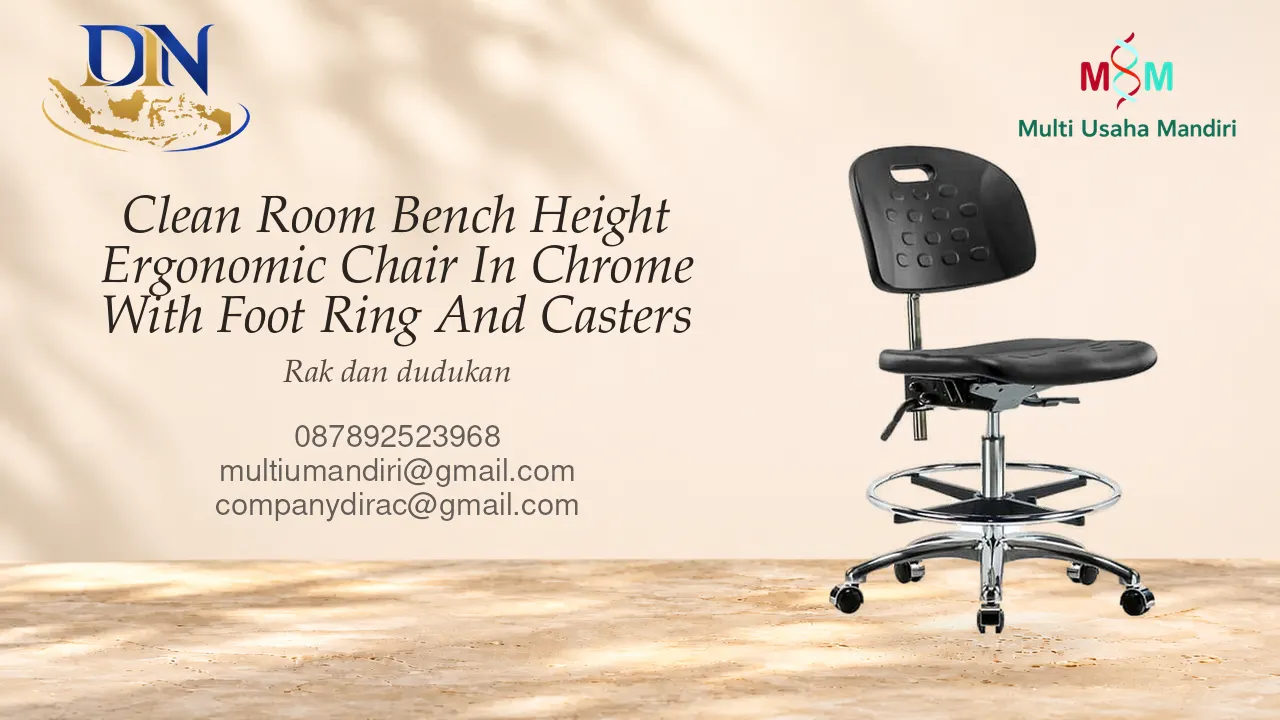 DN
M M
Multi Usaha Mandiri
Clean Room Bench Height
Ergonomic Chair In Chrome
With Foot Ring And Casters
Rak dan dudukan
087892523968
multiumandiri@gmail.com
companydirac@gmail.com